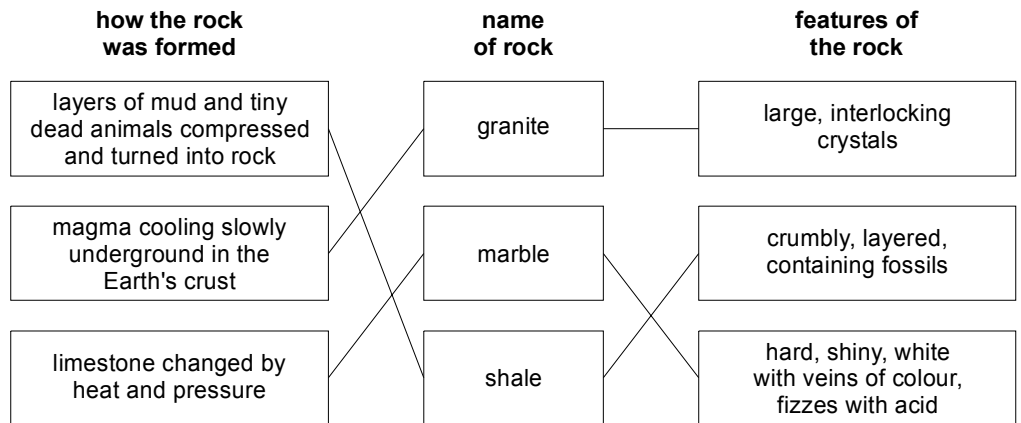 how the rock
was formed
name
of rock
features of
the rock
layers of mud and tiny
dead animals compressed
and turned into rock
granite
large, interlocking
crystals
magma cooling slowly
underground in the
Earth's crust
marble
crumbly, layered,
containing fossils
limestone changed by
heat and pressure
shale
hard, shiny, white
with veins of colour,
fizzes with acid